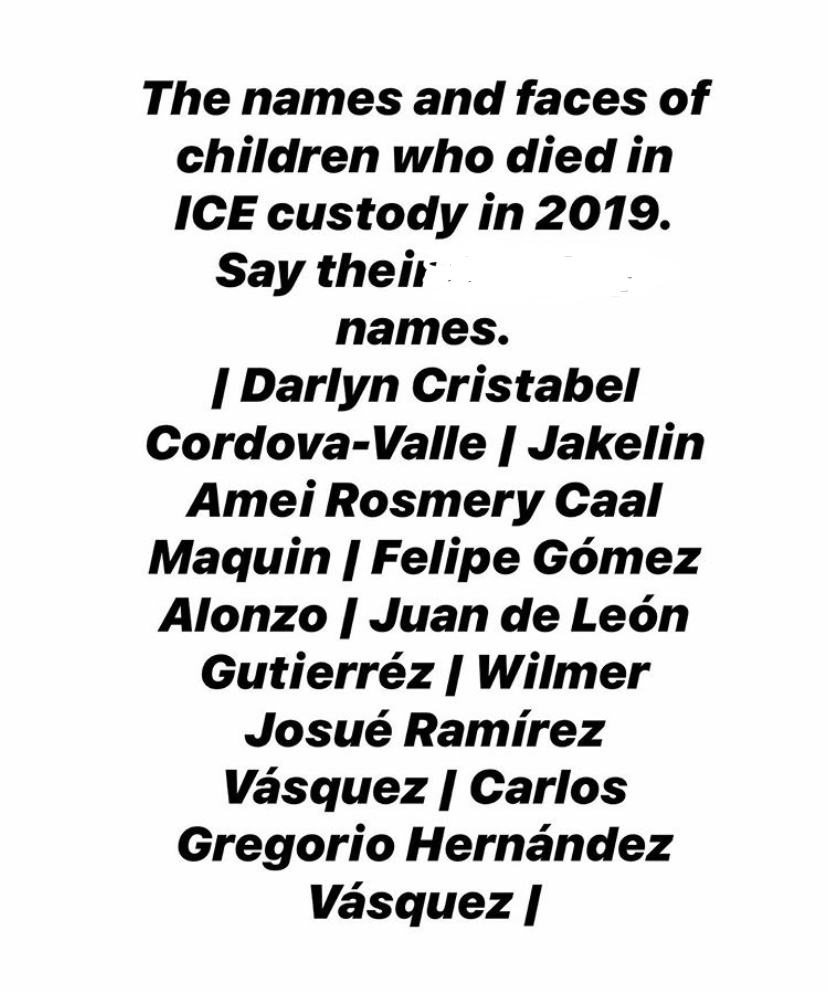 The names and faces of
children who died in
ICE custody in 2019.
Say their
names.
| Darlyn Cristabel
Cordova-Valle | Jakelin
Amei Rosmery Caal
Maquin | Felipe Gómez
Alonzo | Juan de León
Gutierréz | Wilmer
Josué Ramírez
Vásquez | Carlos
Gregorio Hernández
Vásquez |